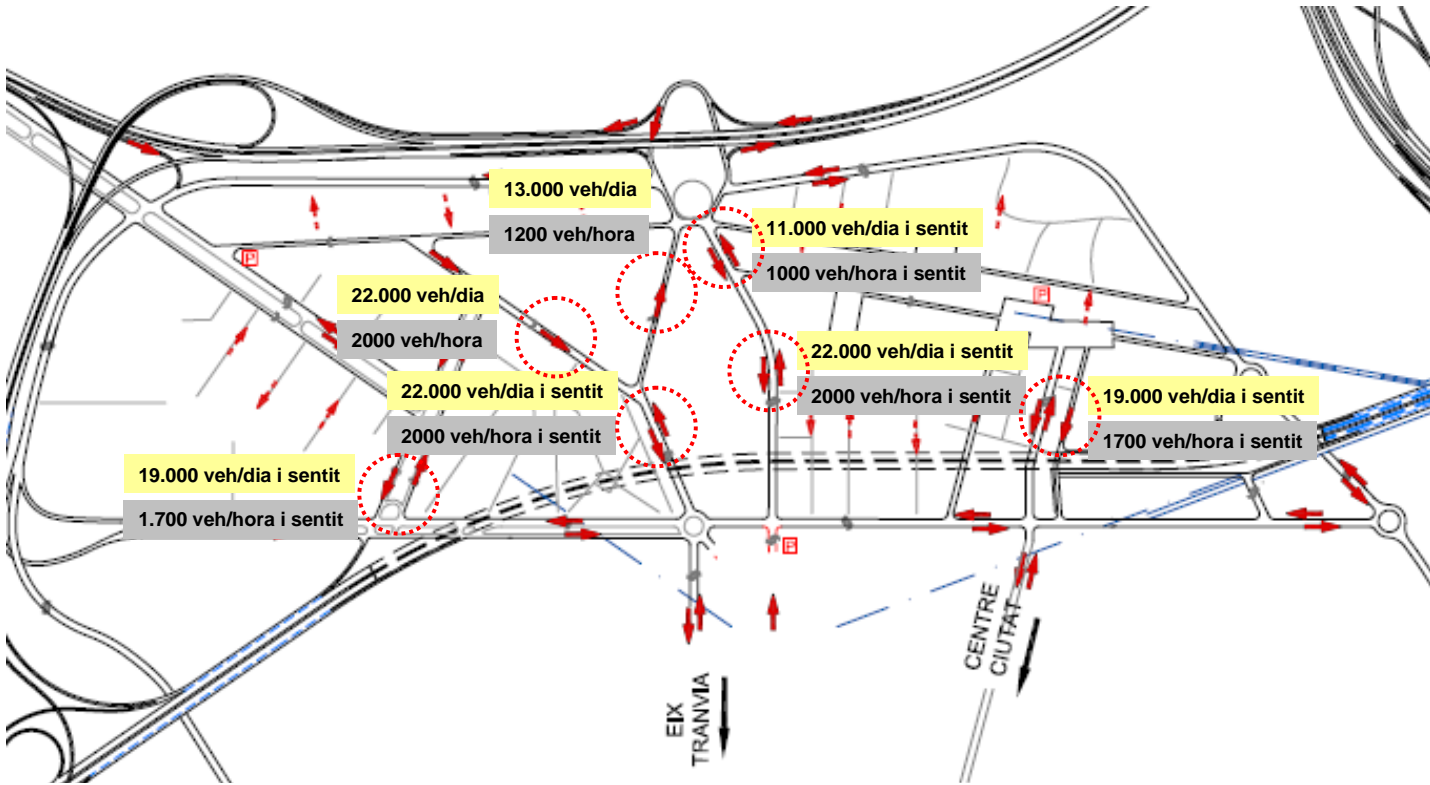 13.000 veh/dia
1200 veh/hora
11.000 veh/dia i sentit
1000 veh/hora i sentit
P
P
22.000 veh/dia
2000 veh/hora
22.000 veh/dia i sentit
2000 veh/hora i sentit
22.000 veh/dia i sentit
2000 veh/hora i sentit
19.000 veh/dia i sentit
1700 veh/hora i sentit
19.000 veh/dia i sentit
1.700 veh/hora i sentit
P
CENTRE
CIUTAT
EIX
TRANVIA